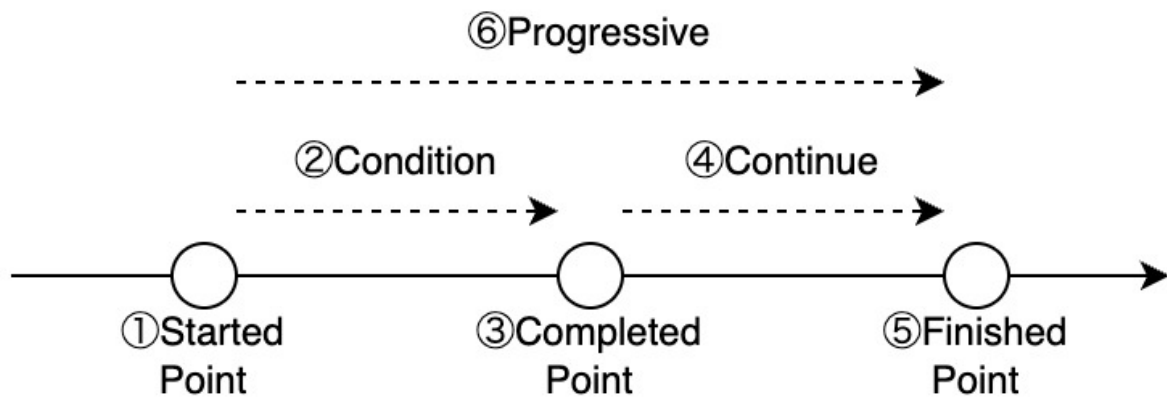 ⑥Progressive
②Condition
④Continue
①Started
Point
③Completed
Point
⑤Finished
Point